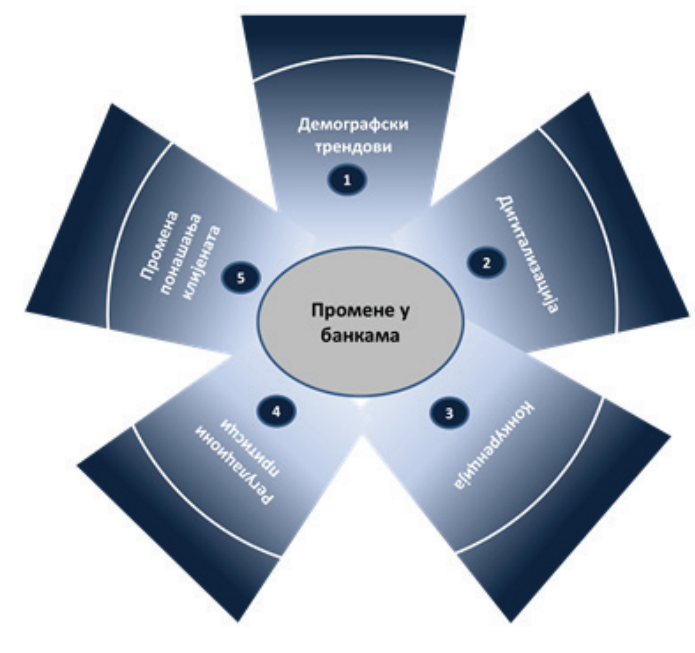 Демографски
трендови
1
Дигитализација
2
Конкуренција
3
Регулациони
притисци
4
Промена
понашања
клијената
5
Промене у
банкама